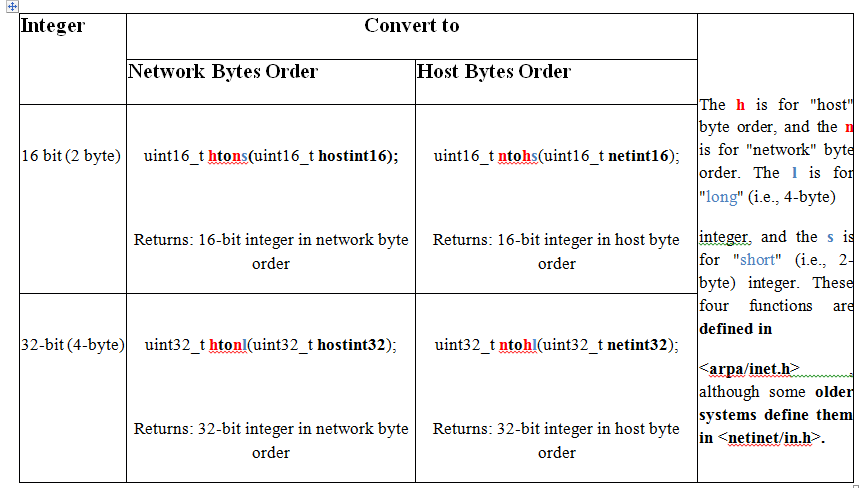 Integer
Convert to
Network Bytes Order
Host Bytes Order
16 bit (2 byte)
uint16_t htons(uint16_t hostint16);
Returns: 16-bit integer in network byte
order
uint16_t ntohs(uint16_t netint16);
Returns: 16-bit integer in host byte
order
32-bit (4-byte)
uint32_t htonl(uint32_t hostint32);
Returns: 32-bit integer in network byte
order
uint32_t ntohl(uint32_t netint32);
Returns: 32-bit integer in host byte
order
The h is for "host"
byte order, and the n
is for "network" byte
order. The l is for
"long" (i.e., 4-byte)
integer, and the s is
for "short" (i.e., 2-
byte) integer. These
four functions are
defined in
<arpa/inet.h> ,
although some older
systems define them
in <netinet/in.h>.